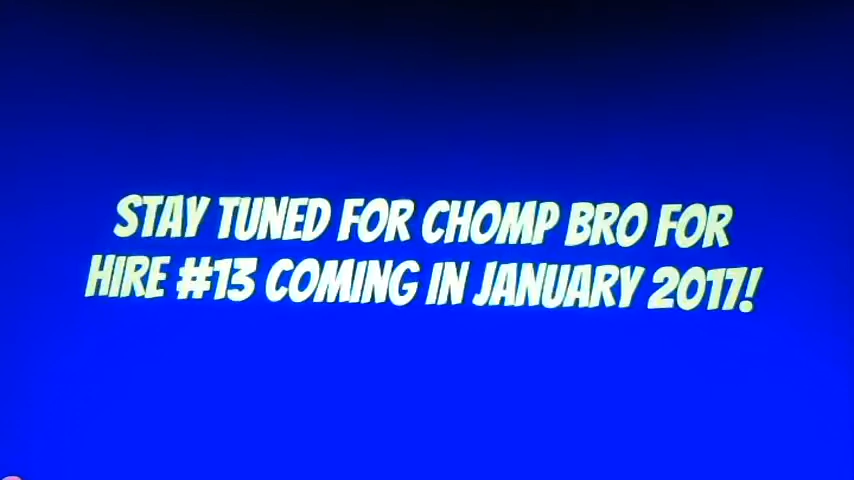 STAY TUNED FOR CHOMP BRO FOR
HIRE #13 COMING IN JANUARY 2017!